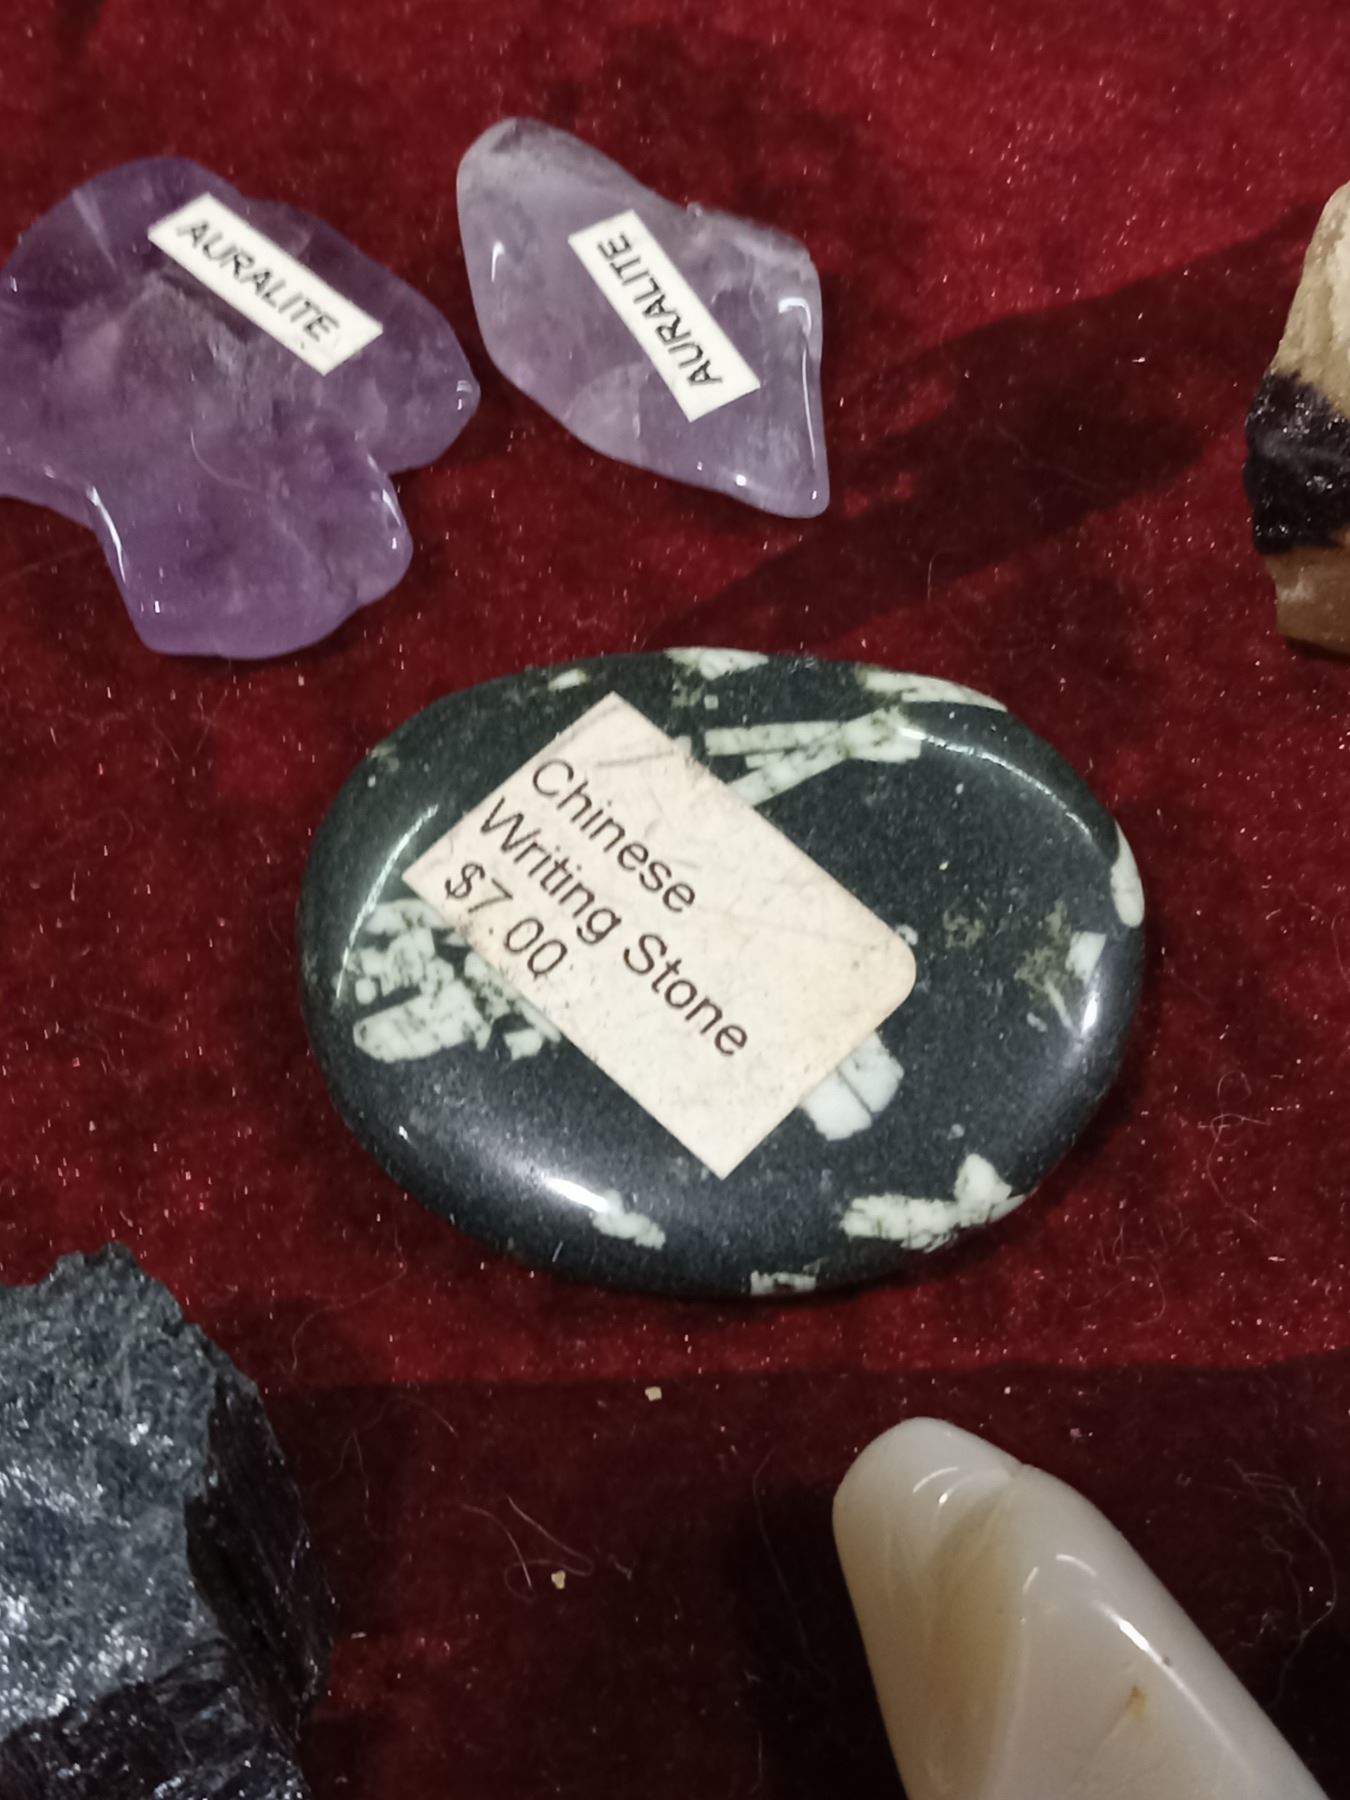 AURALITE
AURALITE
Chinese
Writing Stone
$7.00